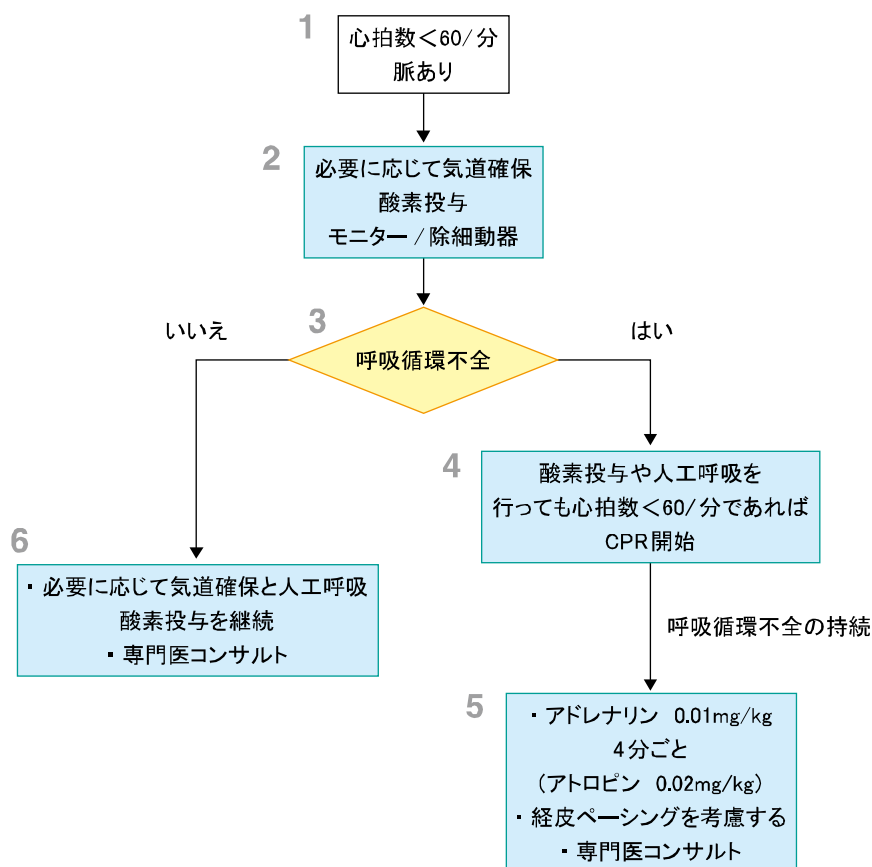 1
心拍数<60/分
脈あり
2
必要に応じて気道確保
酸素投与
モニター/除細動器
3
呼吸循環不全
いいえ
はい
4
酸素投与や人工呼吸を
行っても心拍数<60/分であれば
CPR開始
呼吸循環不全の持続
5
・アドレナリン 0.01mg/kg
4分ごと
(アトロピン 0.02mg/kg)
・経皮ペーシングを考慮する
・専門医コンサルト
6
・必要に応じて気道確保と人工呼吸
酸素投与を継続
・専門医コンサルト